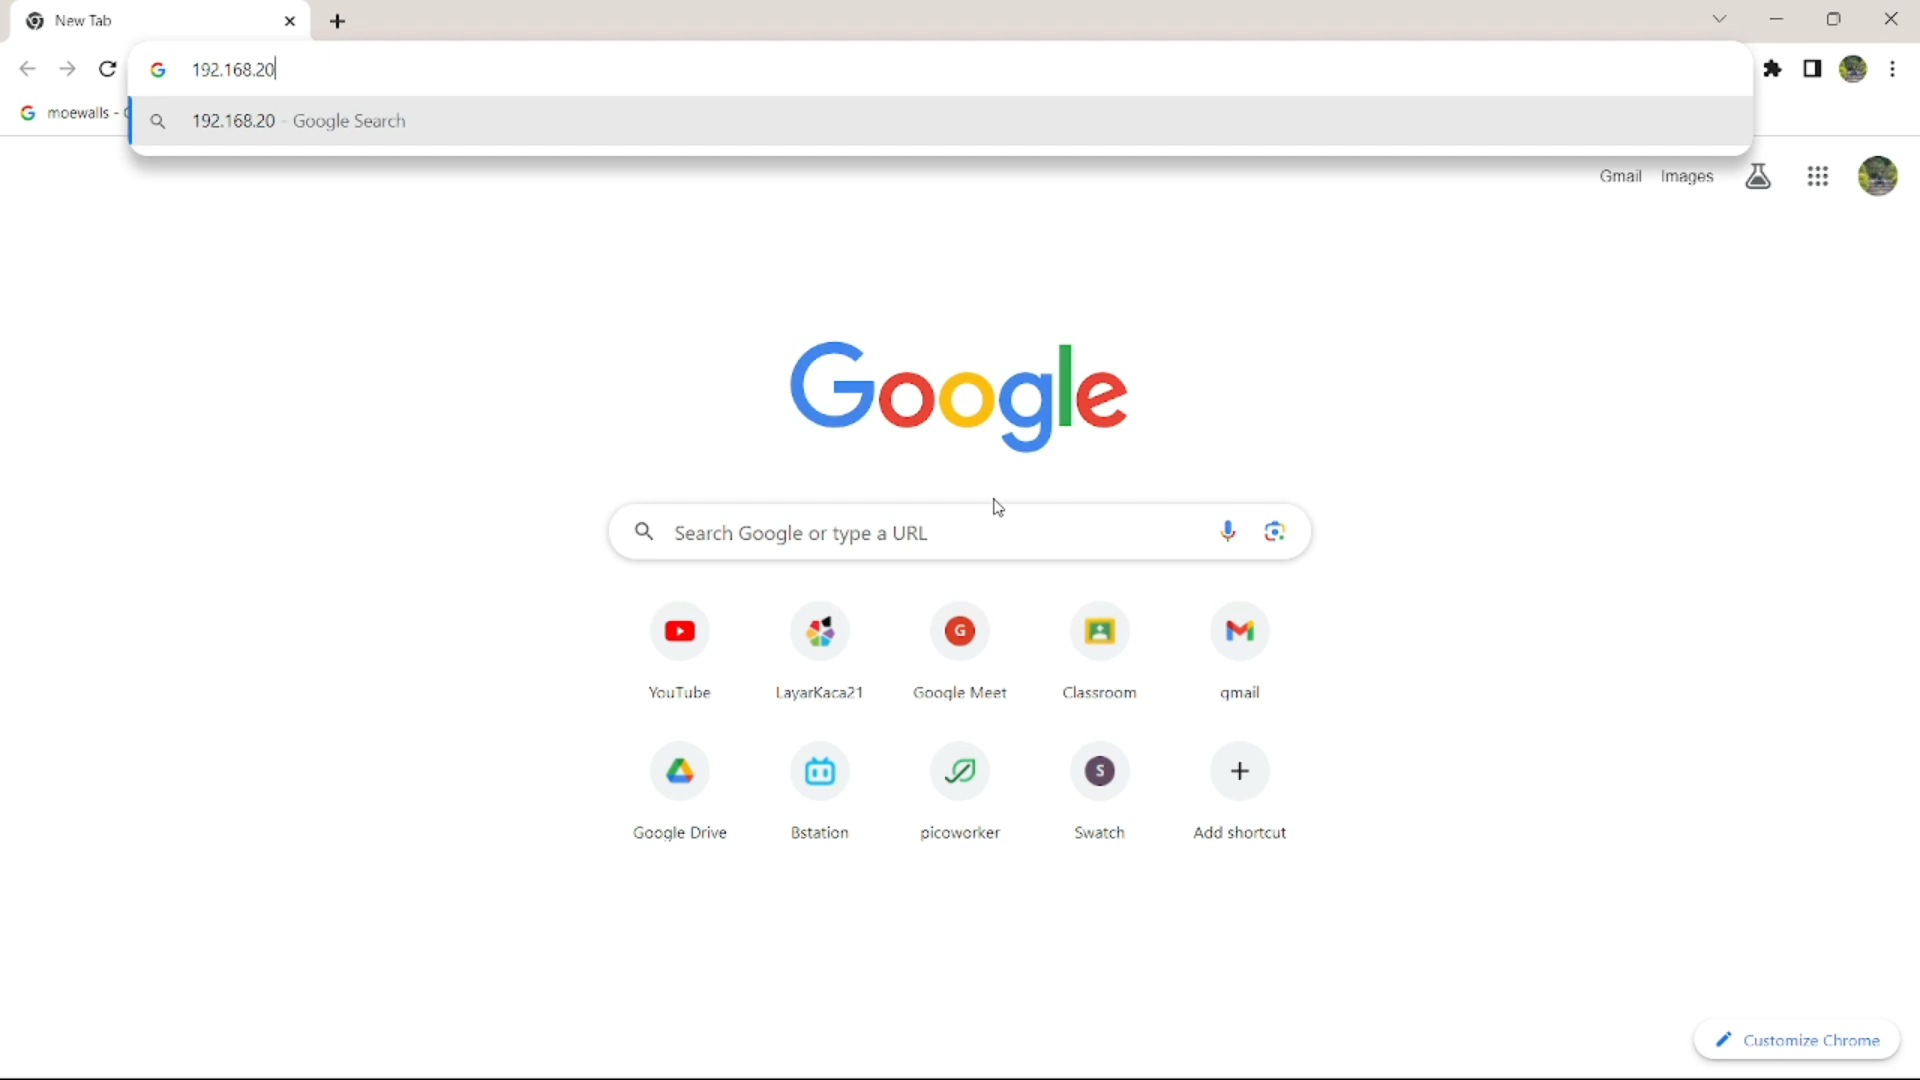 New Tab
192.168.20
moewalls -
192.168.20 - Google Search
Gmail Images
Google
Search Google or type a URL
G
YouTube LayarKaca21 Google Meet Classroom gmail
S
Google Drive Bstation picoworker Swatch Add shortcut
Customize Chrome